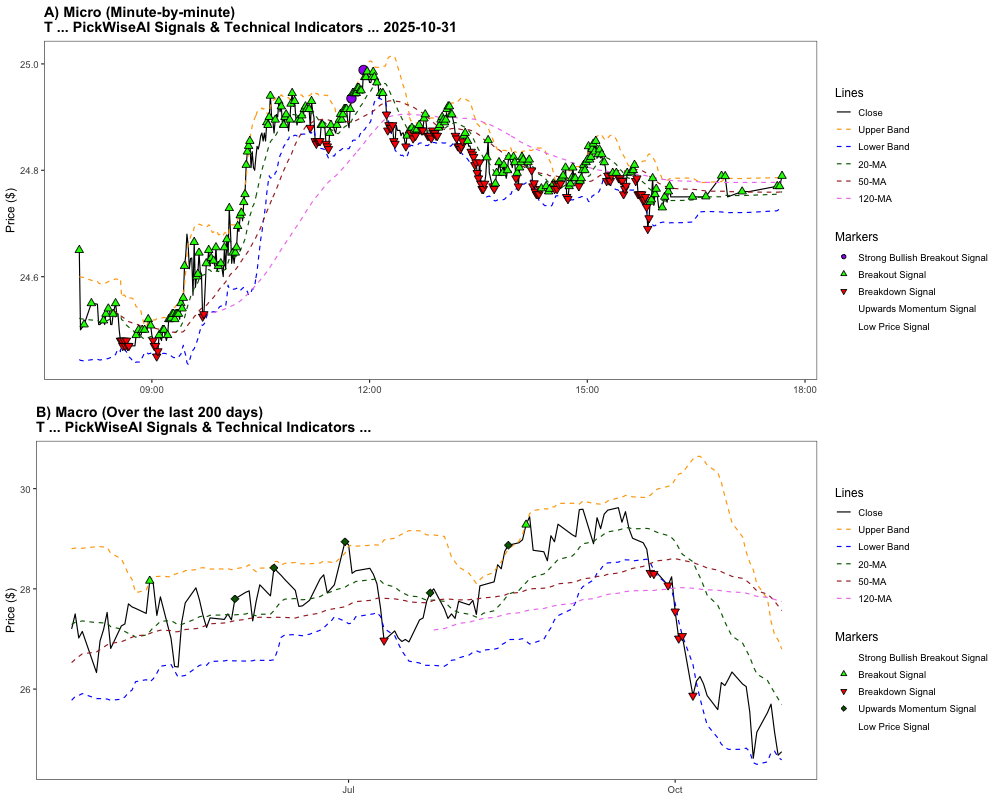 A) Micro (Minute-by-minute)
T ... PickWiseAI Signals & Technical Indicators ... 2025-10-31
Price ($)
25.0
24.8
24.6
09:00
12:00
15:00
18:00
Lines
Close
Upper Band
Lower Band
20-MA
50-MA
120-MA
Markers
Strong Bullish Breakout Signal
Breakout Signal
Breakdown Signal
Upwards Momentum Signal
Low Price Signal
B) Macro (Over the last 200 days)
T ... PickWiseAI Signals & Technical Indicators ...
Price ($)
30
28
26
Jul
Oct
Lines
Close
Upper Band
Lower Band
20-MA
50-MA
120-MA
Markers
Strong Bullish Breakout Signal
Breakout Signal
Breakdown Signal
Upwards Momentum Signal
Low Price Signal